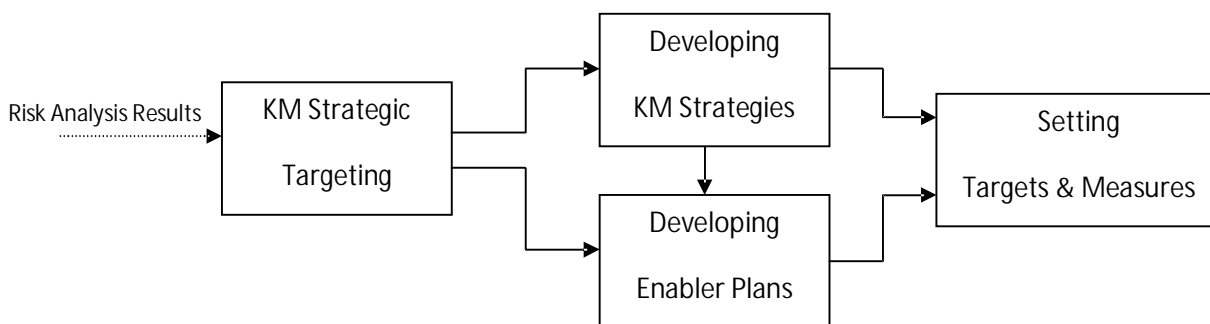 Risk Analysis Results
KM Strategic
Targeting
Developing
KM Strategies
Developing
Enabler Plans
Setting
Targets & Measures